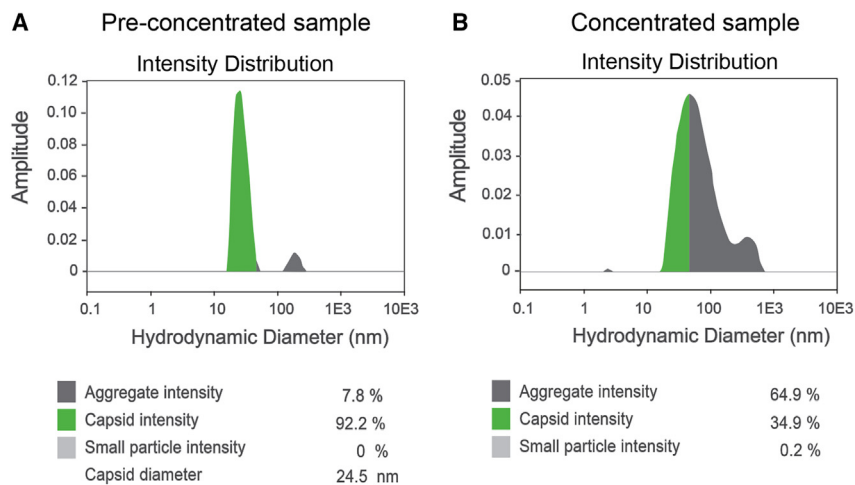 A Pre-concentrated sample
Intensity Distribution
Amplitude
0.12
0.10
0.08
0.06
0.04
0.02
0
0.1 1 10 100 1E3 10E3
Hydrodynamic Diameter (nm)
Aggregate intensity 7.8 %
Capsid intensity 92.2 %
Small particle intensity 0 %
Capsid diameter 24.5 nm
B Concentrated sample
Intensity Distribution
Amplitude
0.05
0.04
0.03
0.02
0.01
0
0.1 1 10 100 1E3 10E3
Hydrodynamic Diameter (nm)
Aggregate intensity 64.9 %
Capsid intensity 34.9 %
Small particle intensity 0.2 %